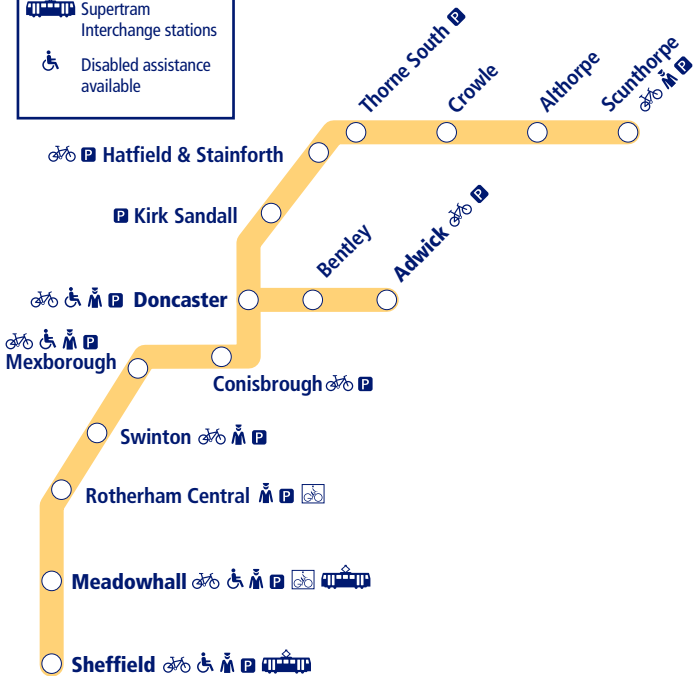 Supertram
Interchange stations
Disabled assistance
available
Thorne South P
Crowle
Althorpe
Scunthorpe
P
P Hatfield & Stainforth
P Kirk Sandall
Bentley
Adwick P
P Doncaster
P
Mexborough
Conisbrough P
Swinton P
Rotherham Central P
Meadowhall P
Sheffield P